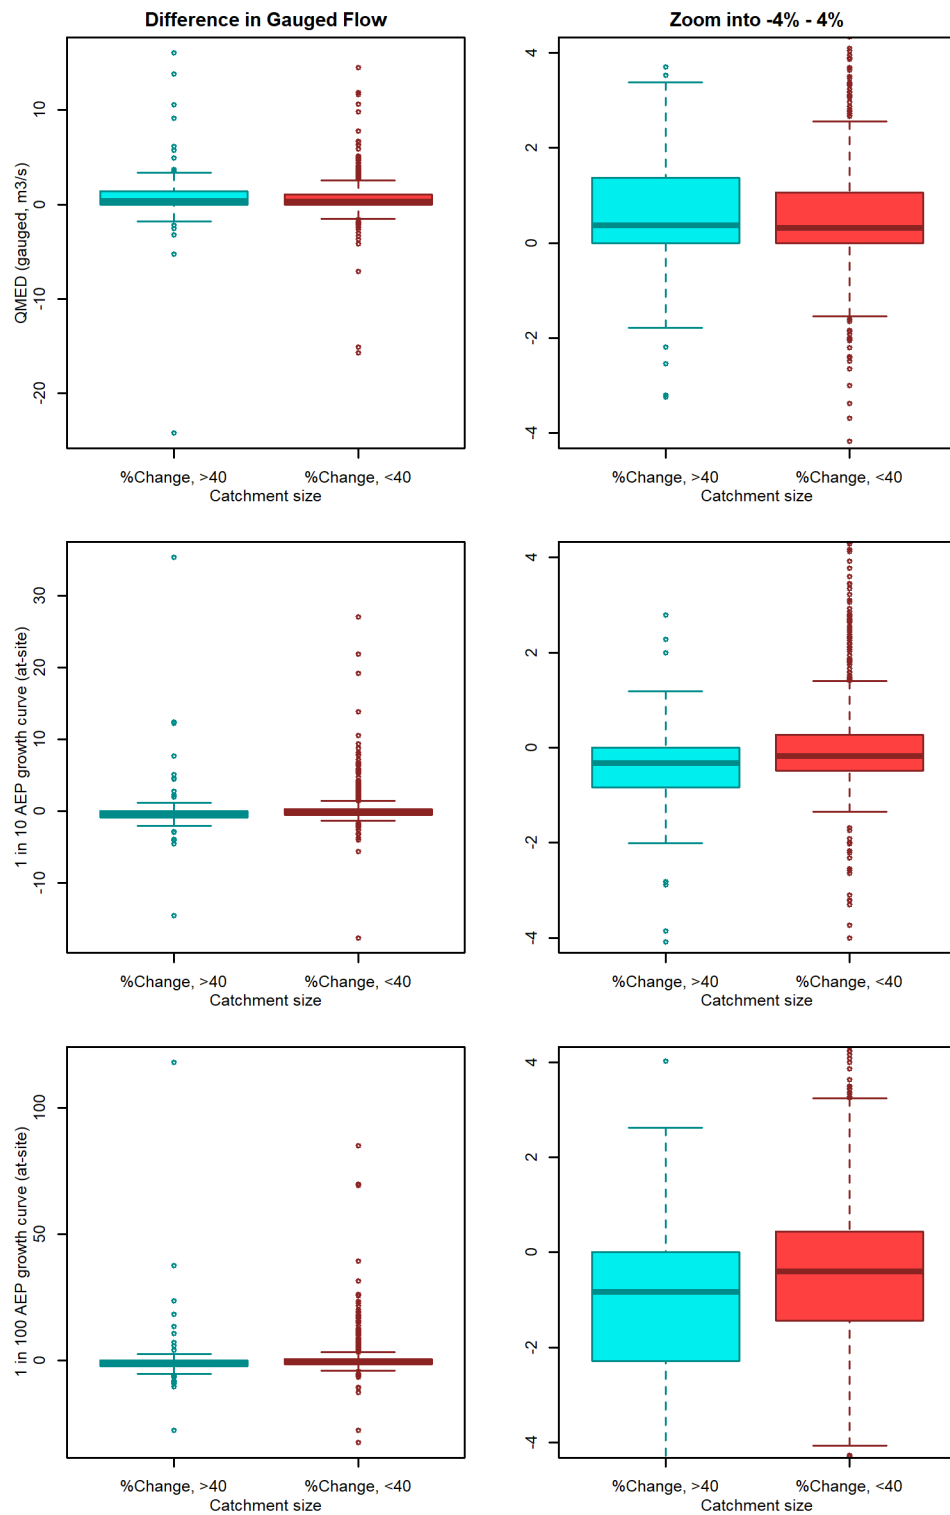 Difference in Gauged Flow
Zoom into -4% - 4%
QMED (gauged, m3/s)
10
0
-10
-20
%Change, >40
%Change, <40
Catchment size
4
2
0
-2
-4
%Change, >40
%Change, <40
Catchment size
1 in 10 AEP growth curve (at-site)
30
20
10
0
-10
%Change, >40
%Change, <40
Catchment size
4
2
0
-2
-4
%Change, >40
%Change, <40
Catchment size
1 in 100 AEP growth curve (at-site)
100
50
0
%Change, >40
%Change, <40
Catchment size
4
2
0
-2
-4
%Change, >40
%Change, <40
Catchment size